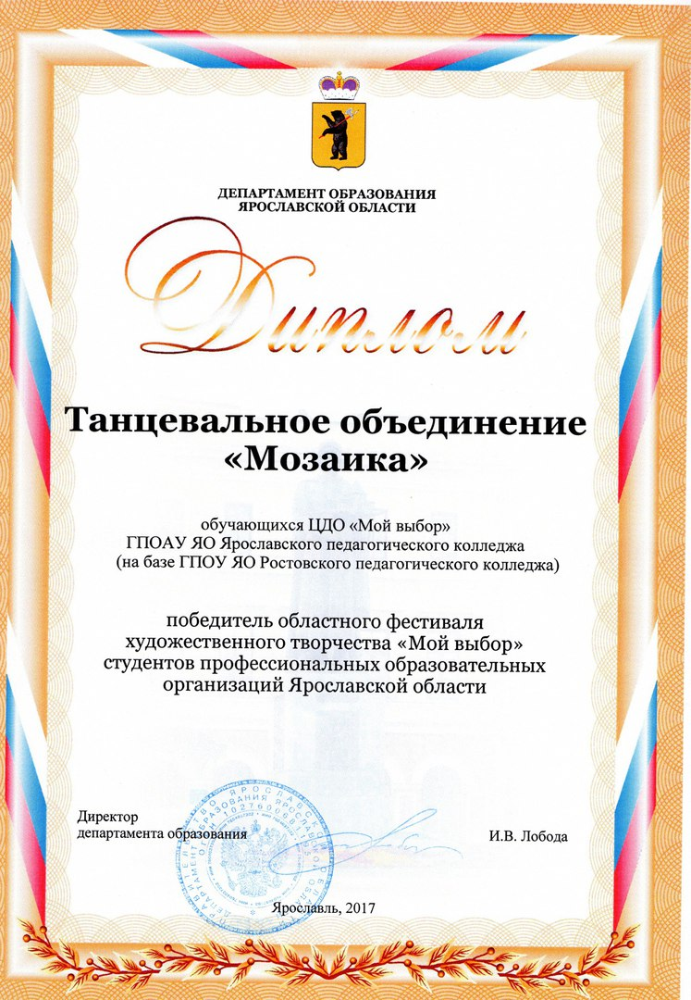 ДЕПАРТАМЕНТ ОБРАЗОВАНИЯ
ЯРОСЛАВСКОЙ ОБЛАСТИ
Диплом
Танцевальное объединение
«Мозаика»
обучающихся ЦДО «Мой выбор»
ГПОАУ ЯО Ярославского педагогического колледжа
(на базе ГПОУ ЯО Ростовского педагогического колледжа)
победитель областного фестиваля
художественного творчества «Мой выбор»
студентов профессиональных образовательных
организаций Ярославской области
Директор
департамента образования
И.В. Лобода
Ярославль, 2017